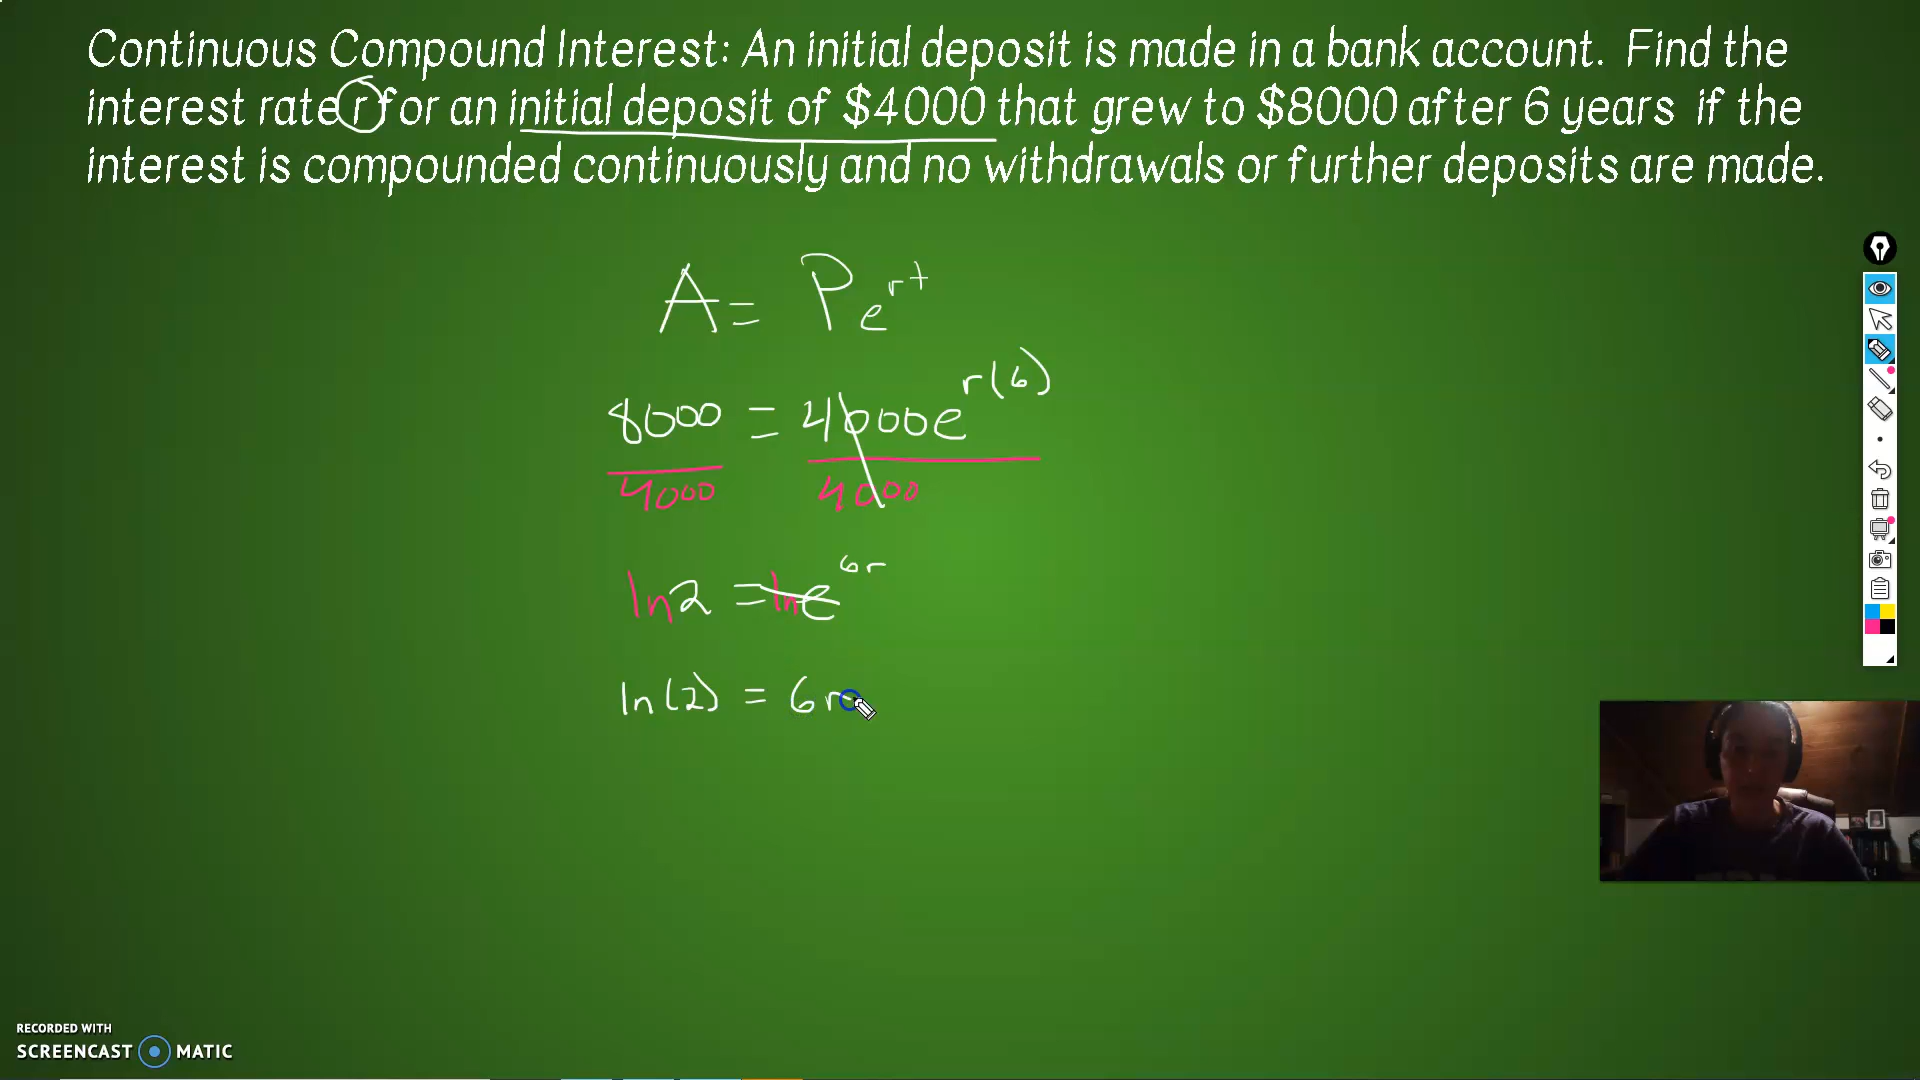 Continuous Compound Interest: An initial deposit is made in a bank account. Find the
interest rate r for an initial deposit of $4000 that grew to $8000 after 6 years if the
interest is compounded continuously and no withdrawals or further deposits are made.
A = Pe^rt
8000 = 4000e^r(6)
4000 4000
ln2 = lne^6r
ln(2) = 6r
RECORDED WITH
SCREENCAST MATIC